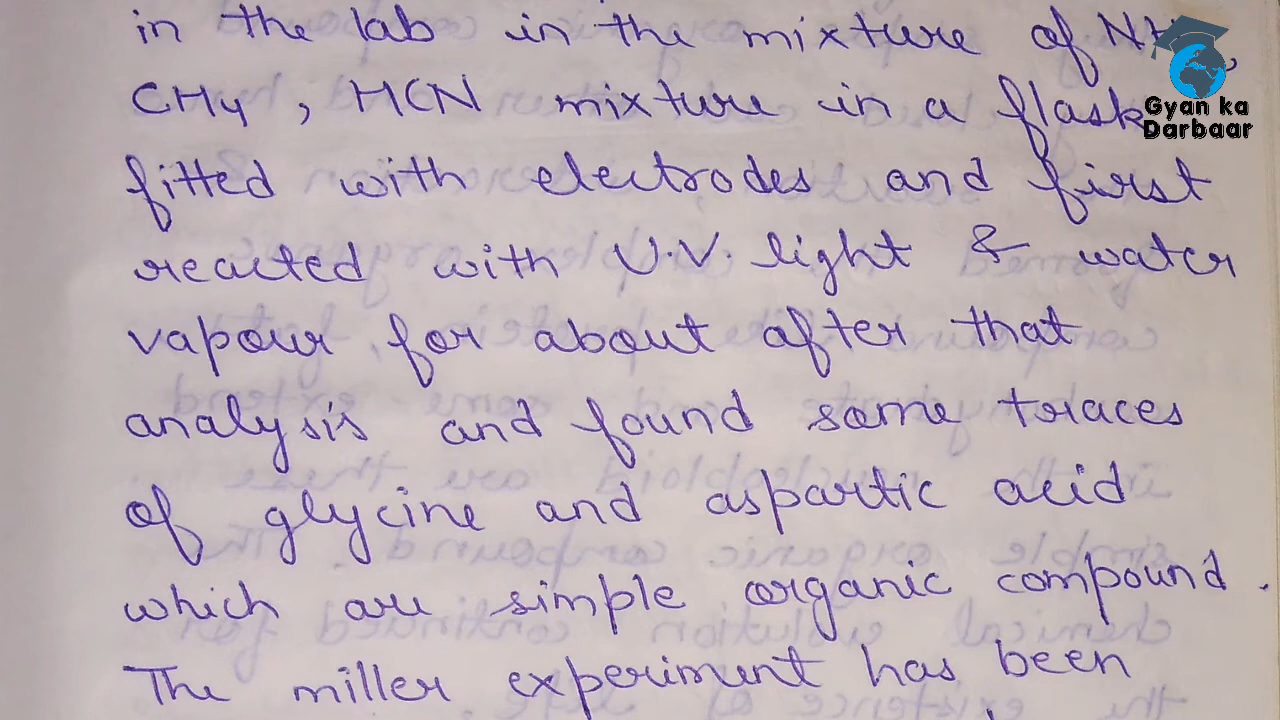 in the lab in the mixture of
CH4, HCN mixture in a flask
fitted with electrodes and first
reacted with U.V. light & water
vapour for about after that
analysis and found some traces
of glycine and aspartic acid
which are simple organic compound.
The miller experiment has been
Gyan ka
Darbaar